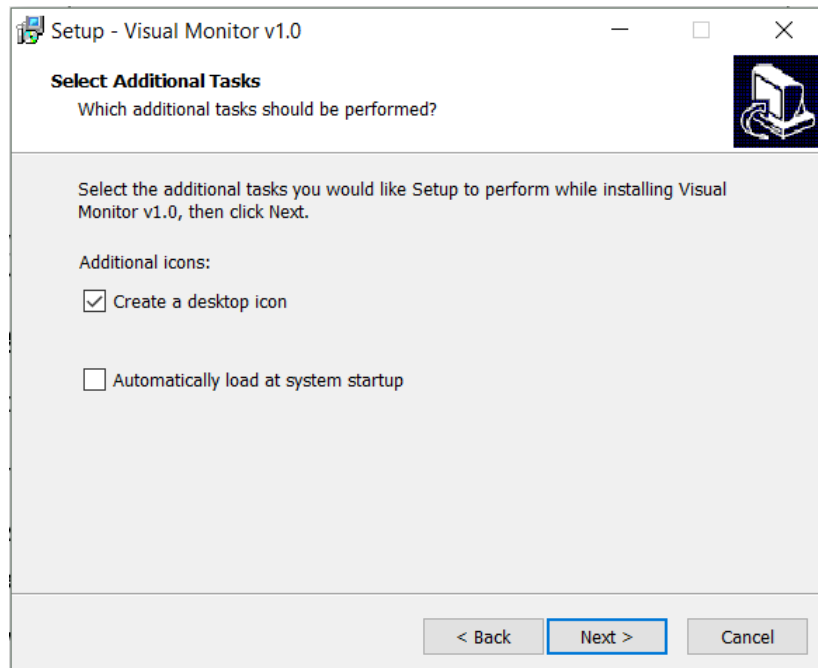 Setup - Visual Monitor v1.0
Select Additional Tasks
Which additional tasks should be performed?
Select the additional tasks you would like Setup to perform while installing Visual
Monitor v1.0, then click Next.
Additional icons:
Create a desktop icon
Automatically load at system startup
< Back
Next >
Cancel